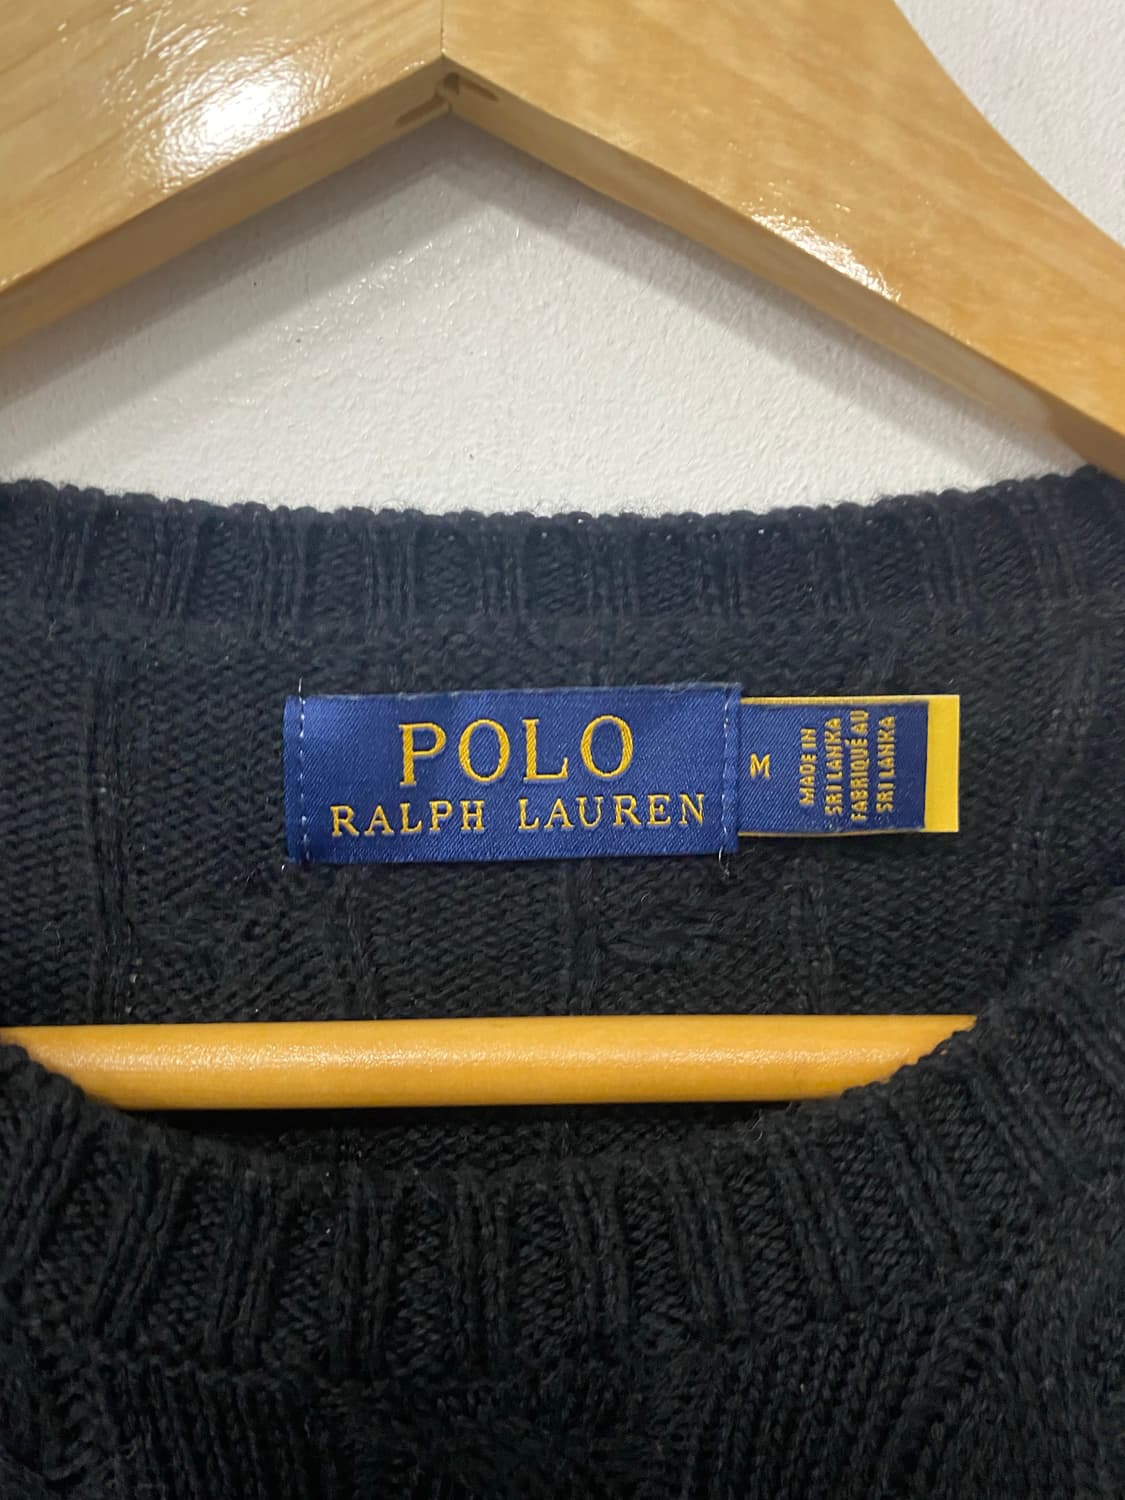 POLO
RALPH LAUREN
M
MADE IN
SRI LANKA
FABRIQUÉ AU
SRI LANKA